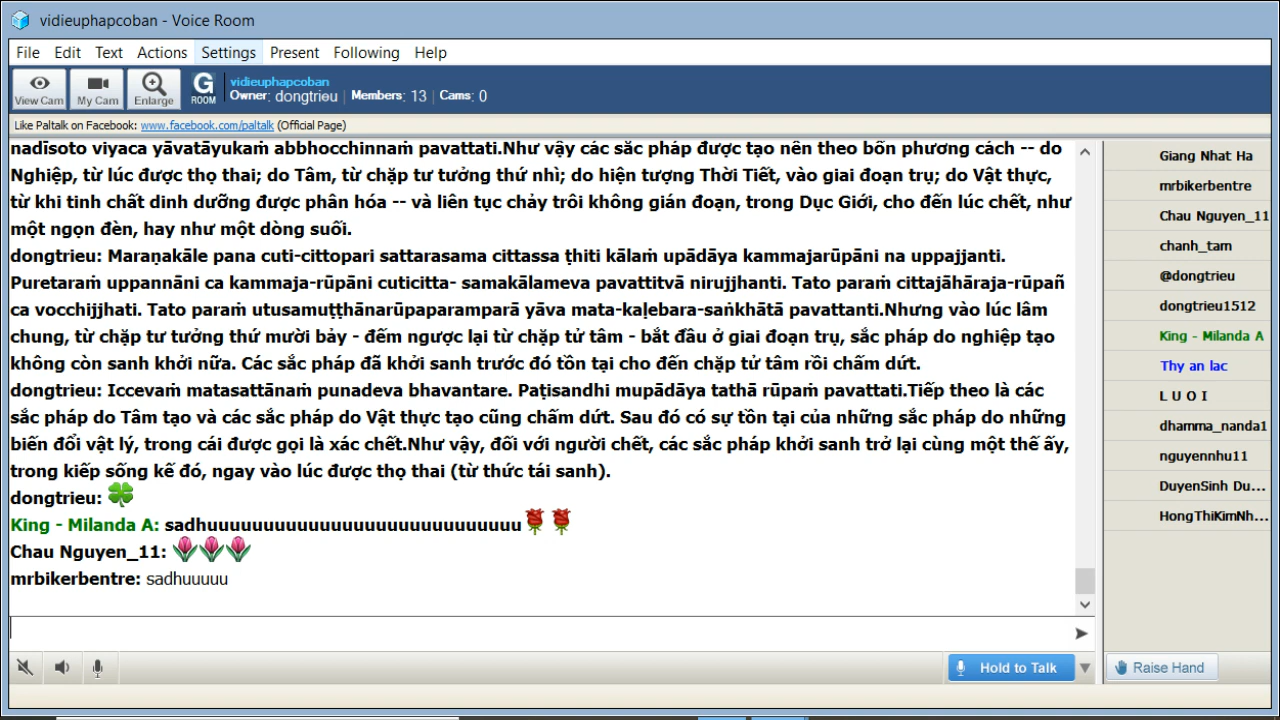 vidieuphapcoban - Voice Room
File Edit Text Actions Settings Present Following Help
View Cam My Cam Enlarge G ROOM vidieuphapcoban
Owner: dongtrieu | Members: 13 | Cams: 0
Like Paltalk on Facebook: www.facebook.com/paltalk (Official Page)
nadīsoto viyaca yāvatāyukaṁ abbhocchinnaṁ pavattati.Như vậy các sắc pháp được tạo nên theo bốn phương cách -- do
Nghiệp, từ lúc được thọ thai; do Tâm, từ chặp tư tưởng thứ nhì; do hiện tượng Thời Tiết, vào giai đoạn trụ; do Vật thực,
từ khi tinh chất dinh dưỡng được phân hóa -- và liên tục chảy trôi không gián đoạn, trong Dục Giới, cho đến lúc chết, như
một ngọn đèn, hay như một dòng suối.
dongtrieu: Maraṇakāle pana cuti-cittopari sattarasama cittassa ṭhiti kālaṁ upādāya kammajarūpāni na uppajjanti.
Puretaraṁ uppannāni ca kammaja-rūpāni cuticitta- samakālameva pavattitvā nirujjhanti. Tato paraṁ cittajāhāraja-rūpañ
ca vocchijjhati. Tato paraṁ utusamuṭṭhānarūpaparamparā yāva mata-kaḷebara-saṅkhātā pavattanti.Nhưng vào lúc lâm
chung, từ chặp tư tưởng thứ mười bảy - đếm ngược lại từ chặp tử tâm - bắt đầu ở giai đoạn trụ, sắc pháp do nghiệp tạo
không còn sanh khởi nữa. Các sắc pháp đã khởi sanh trước đó tồn tại cho đến chặp tử tâm rồi chấm dứt.
dongtrieu: Iccevaṁ matasattānaṁ punadeva bhavantare. Paṭisandhi mupādāya tathā rūpaṁ pavattati.Tiếp theo là các
sắc pháp do Tâm tạo và các sắc pháp do Vật thực tạo cũng chấm dứt. Sau đó có sự tồn tại của những sắc pháp do những
biến đổi vật lý, trong cái được gọi là xác chết.Như vậy, đối với người chết, các sắc pháp khởi sanh trở lại cùng một thế ấy,
trong kiếp sống kế đó, ngay vào lúc được thọ thai (từ thức tái sanh).
dongtrieu: 🍀
King - Milanda A: sadhuuuuuuuuuuuuuuuuuuuuuuuuuuuu🌹🌹
Chau Nguyen_11: 🌷🌷🌷
mrbikerbentre: sadhuuuuu
Giang Nhat Ha
mrbikerbentre
Chau Nguyen_11
chanh_tam
@dongtrieu
dongtrieu1512
King - Milanda A
Thy an lac
L U O I
dhamma_nanda1
nguyennhu11
DuyenSinh Du...
HongThiKimNh...
Hold to Talk Raise Hand